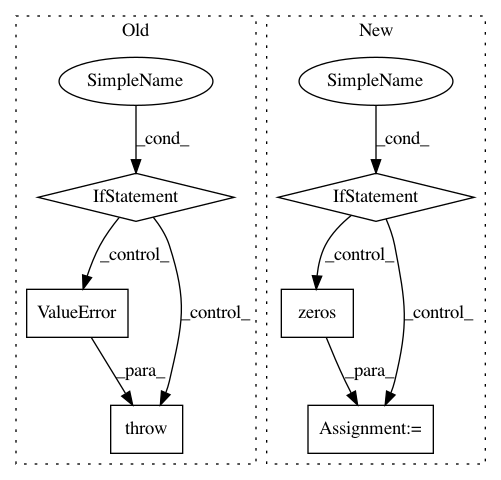 Old
New
SimpleName
SimpleName
_cond_
_cond_
IfStatement
IfStatement
_control_
_control_
_control_
_control_
ValueError
zeros
_para_
_para_
throw
Assignment:=